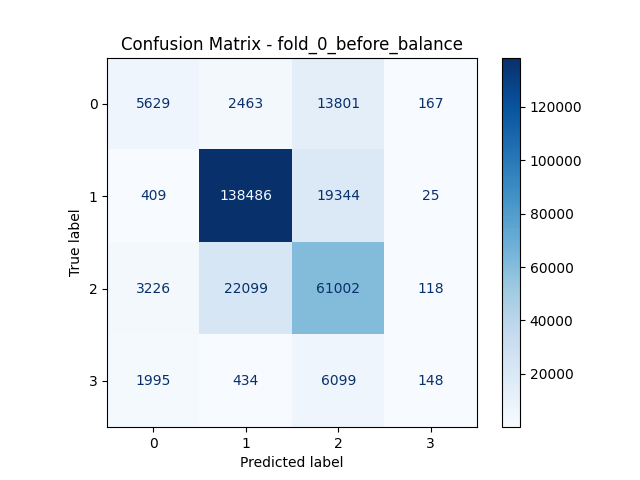 Confusion Matrix - fold_0_before_balance
0 5629 2463 13801 167
1 409 138486 19344 25
2 3226 22099 61002 118
3 1995 434 6099 148
0 1 2 3
Predicted label
True label
120000
100000
80000
60000
40000
20000